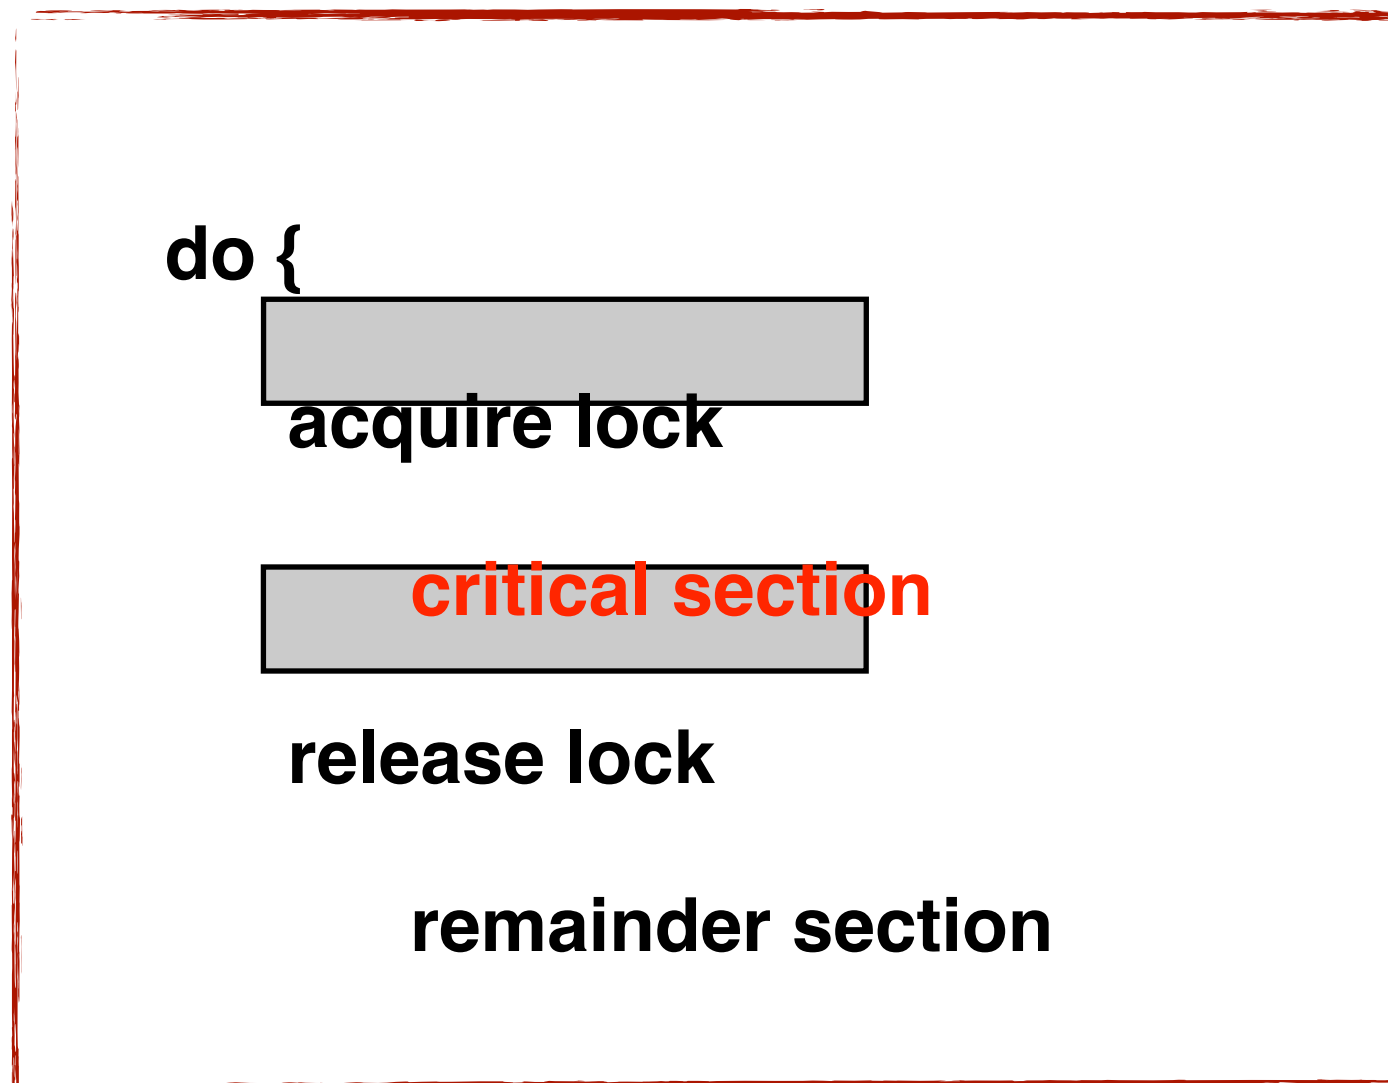 do {
acquire lock
critical section
release lock
remainder section